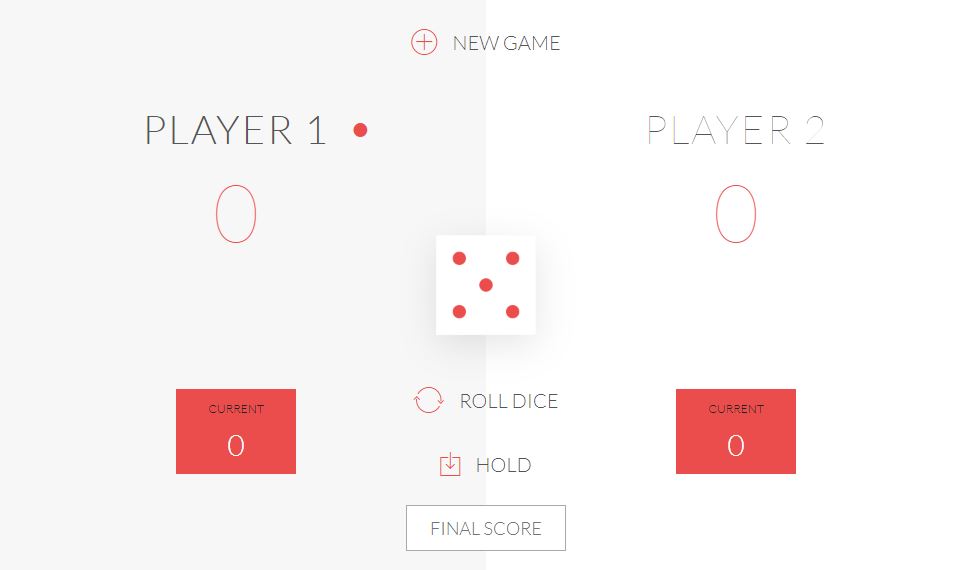 NEW GAME
PLAYER 1
PLAYER 2
0
0
ROLL DICE
CURRENT
0
CURRENT
0
HOLD
FINAL SCORE